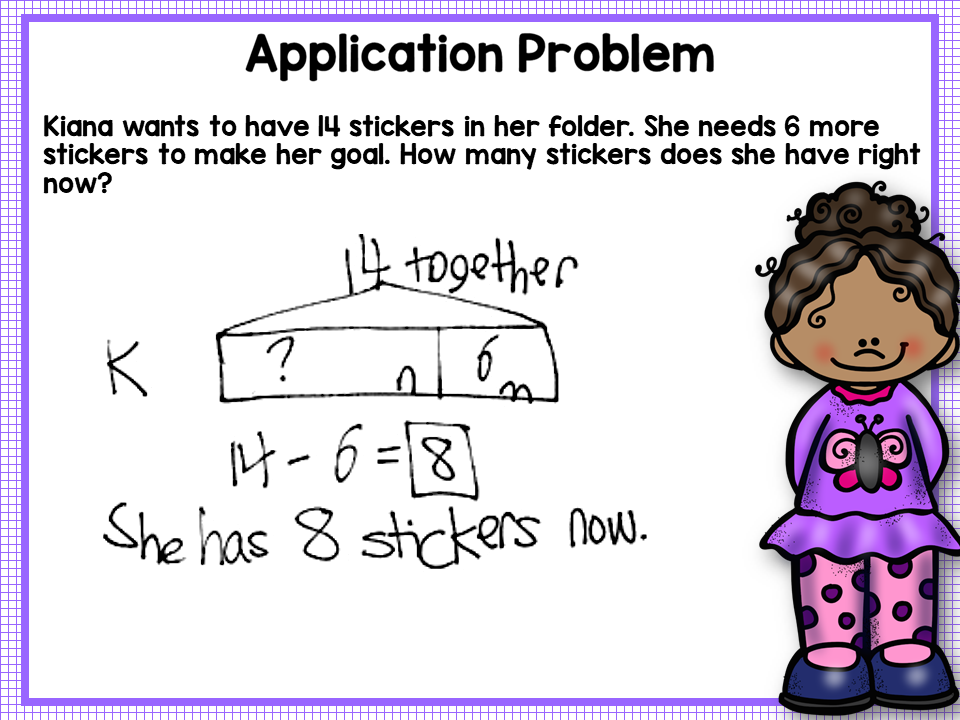 Application Problem
Kiana wants to have 14 stickers in her folder. She needs 6 more
stickers to make her goal. How many stickers does she have right
now?
14 together
K ? n 6 m
14 - 6 = 8
She has 8 stickers now.